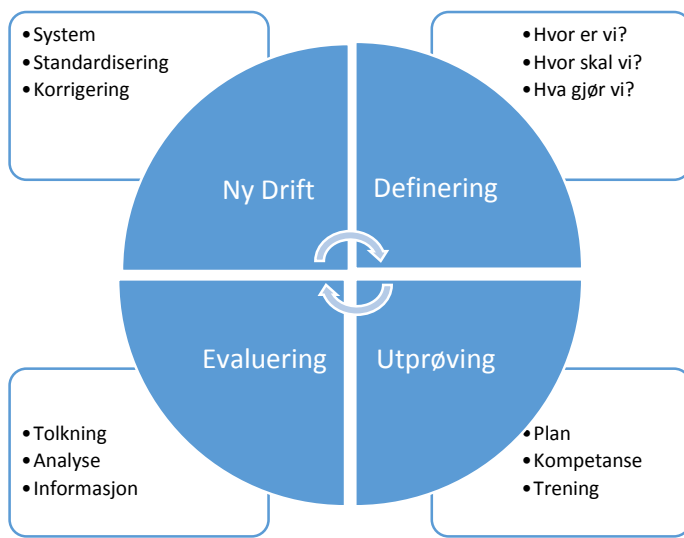 • System
• Standardisering
• Korrigering
• Hvor er vi?
• Hvor skal vi?
• Hva gjør vi?
Ny Drift
Definering
Evaluering
Utprøving
• Tolkning
• Analyse
• Informasjon
• Plan
• Kompetanse
• Trening